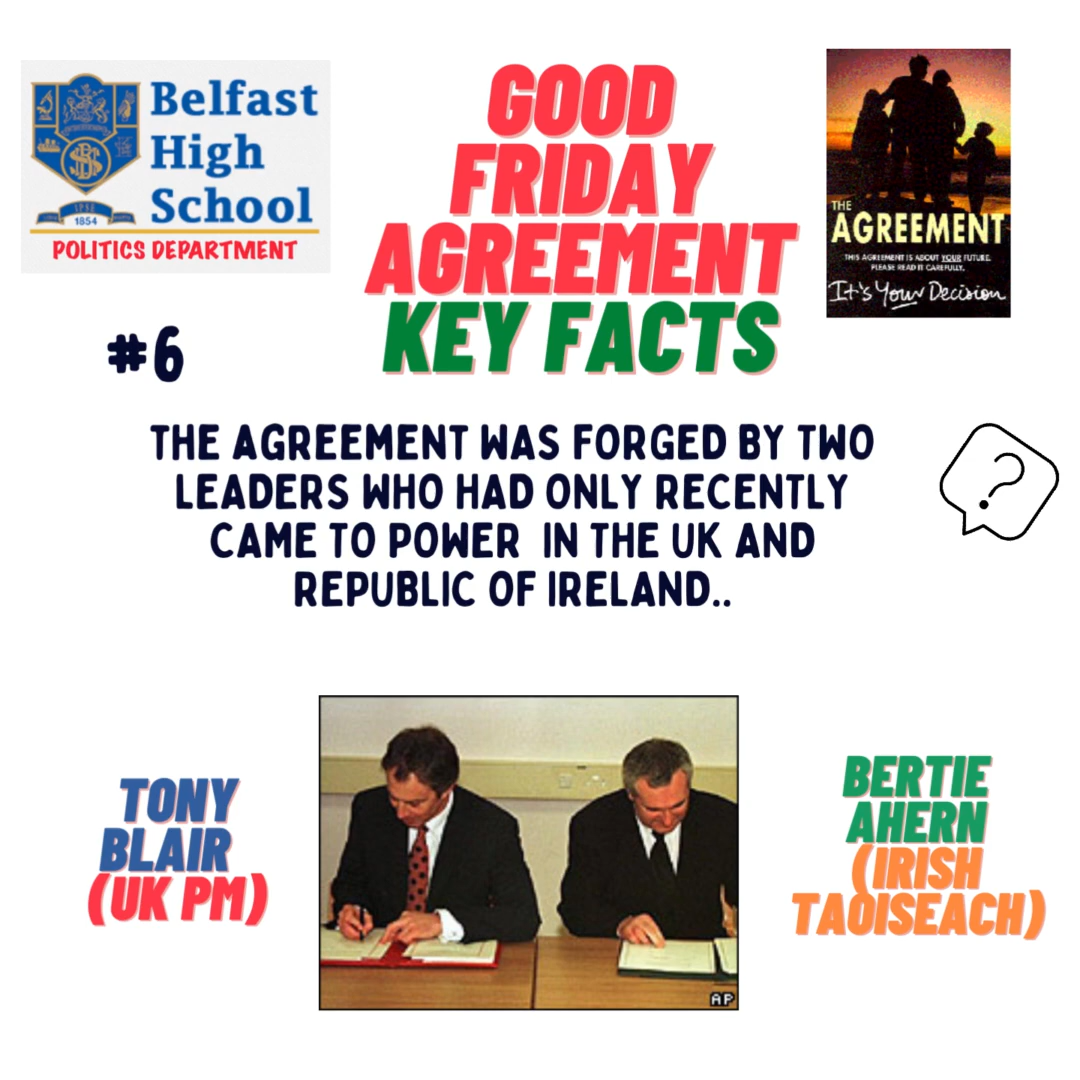 Belfast
High
School
1854
POLITICS DEPARTMENT
GOOD
FRIDAY
AGREEMENT
KEY FACTS
THE
AGREEMENT
THIS AGREEMENT IS ABOUT YOUR FUTURE.
PLEASE READ IT CAREFULLY.
It's Your Decision
#6
THE AGREEMENT WAS FORGED BY TWO
LEADERS WHO HAD ONLY RECENTLY
CAME TO POWER IN THE UK AND
REPUBLIC OF IRELAND..
?
TONY
BLAIR
(UK PM)
BERTIE
AHERN
(IRISH
TAOISEACH)
AP